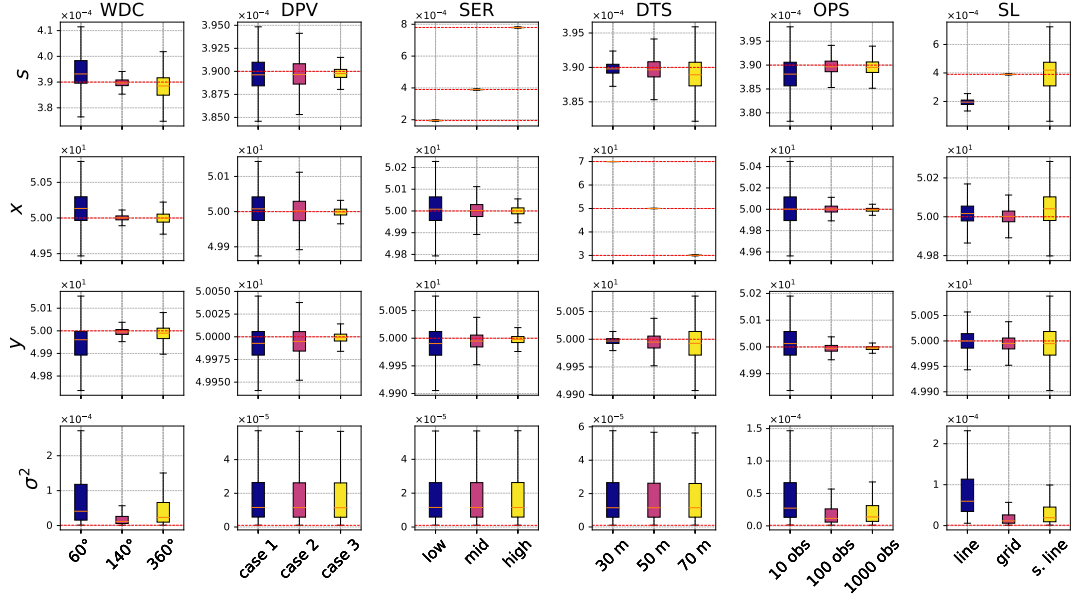 WDC DPV SER DTS OPS SL
×10⁻⁴ ×10⁻⁴ ×10⁻⁴ ×10⁻⁴ ×10⁻⁴ ×10⁻⁴
s
4.1 4.0 3.9 3.8
3.950 3.925 3.900 3.875 3.850
8 6 4 2
3.95 3.90 3.85
3.95 3.90 3.85 3.80
6 4 2
×10¹ ×10¹ ×10¹ ×10¹ ×10¹ ×10¹
x
5.05 5.00 4.95
5.01 5.00 4.99
5.02 5.01 5.00 4.99 4.98
7 6 5 4 3
5.04 5.02 5.00 4.98 4.96
5.02 5.00 4.98
×10¹ ×10¹ ×10¹ ×10¹ ×10¹ ×10¹
y
5.01 5.00 4.99 4.98
5.0050 5.0025 5.0000 4.9975 4.9950
5.005 5.000 4.995 4.990
5.005 5.000 4.995 4.990
5.02 5.01 5.00 4.99
5.005 5.000 4.995 4.990
×10⁻⁴ ×10⁻⁵ ×10⁻⁵ ×10⁻⁵ ×10⁻⁴ ×10⁻⁴
σ²
2 1 0
4 2 0
4 2 0
6 4 2 0
1.5 1.0 0.5 0.0
4 2 1 0
60° 140° 360°
case 1 case 2 case 3
low mid high
30 m 50 m 70 m
10 obs 100 obs 1000 obs
line grid s. line